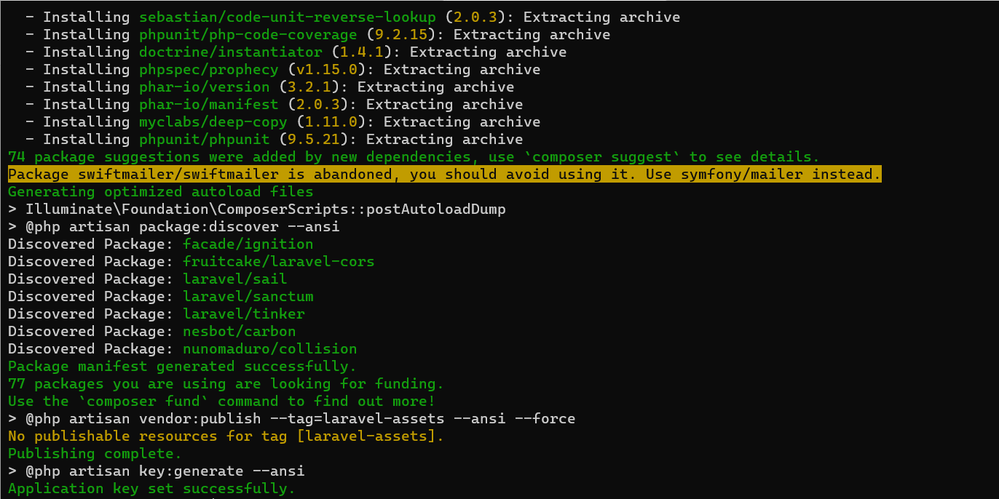 - Installing sebastian/code-unit-reverse-lookup (2.0.3): Extracting archive
- Installing phpunit/php-code-coverage (9.2.15): Extracting archive
- Installing doctrine/instantiator (1.4.1): Extracting archive
- Installing phpspec/prophecy (v1.15.0): Extracting archive
- Installing phar-io/version (3.2.1): Extracting archive
- Installing phar-io/manifest (2.0.3): Extracting archive
- Installing myclabs/deep-copy (1.11.0): Extracting archive
- Installing phpunit/phpunit (9.5.21): Extracting archive
74 package suggestions were added by new dependencies, use `composer suggest` to see details.
Package swiftmailer/swiftmailer is abandoned, you should avoid using it. Use symfony/mailer instead.
Generating optimized autoload files
> Illuminate\Foundation\ComposerScripts::postAutoloadDump
> @php artisan package:discover --ansi
Discovered Package: facade/ignition
Discovered Package: fruitcake/laravel-cors
Discovered Package: laravel/sail
Discovered Package: laravel/sanctum
Discovered Package: laravel/tinker
Discovered Package: nesbot/carbon
Discovered Package: nunomaduro/collision
Package manifest generated successfully.
77 packages you are using are looking for funding.
Use the `composer fund` command to find out more!
> @php artisan vendor:publish --tag=laravel-assets --ansi --force
No publishable resources for tag [laravel-assets].
Publishing complete.
> @php artisan key:generate --ansi
Application key set successfully.